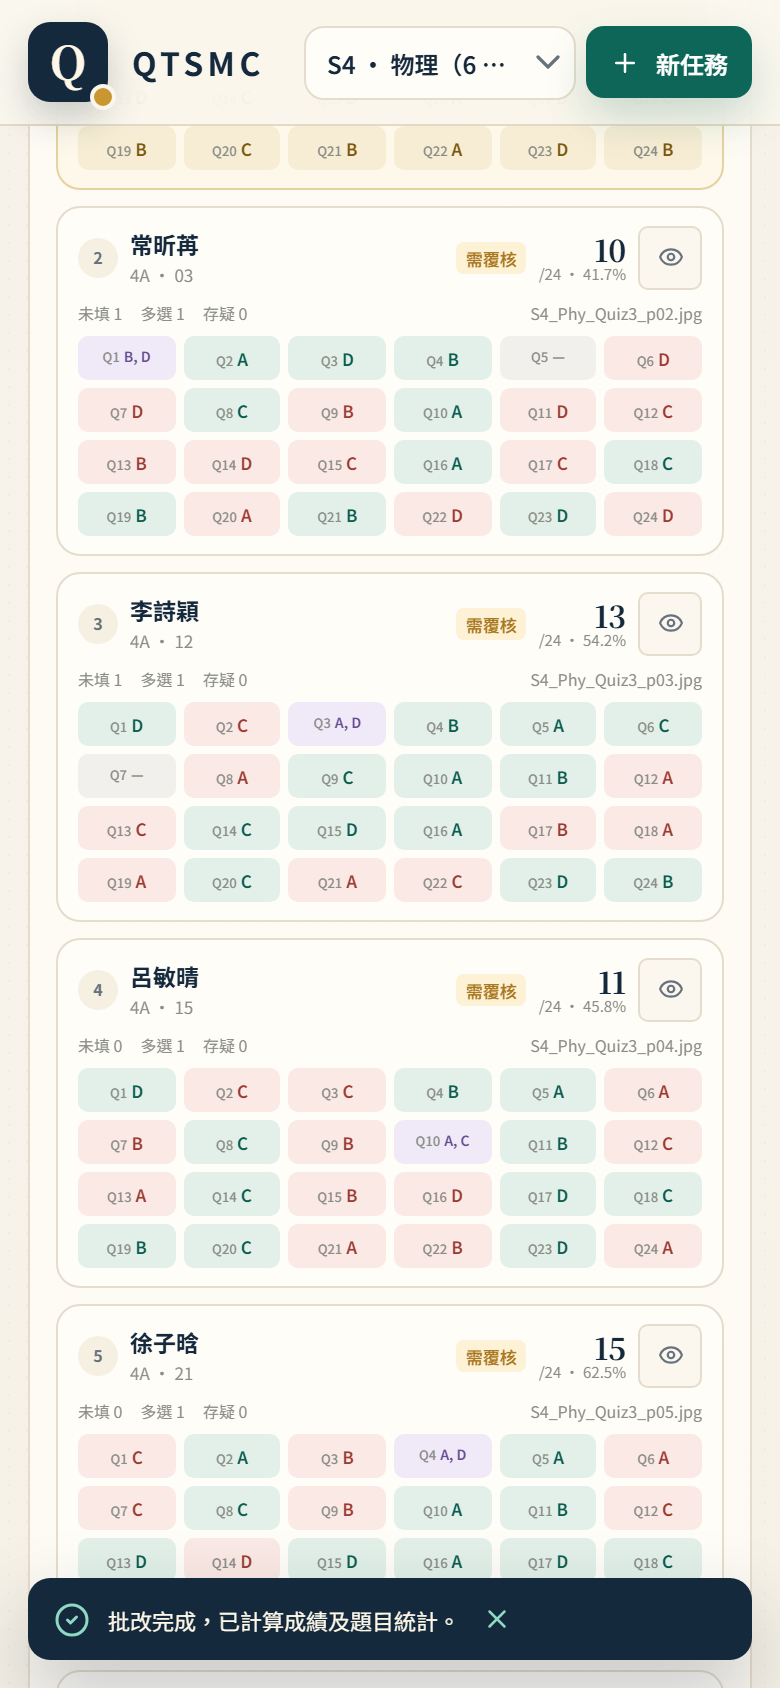 Q QTSMC S4 · 物理（6 … 新任務
Q19 B Q20 C Q21 B Q22 A Q23 D Q24 B
2 常昕苒 需覆核 10
4A · 03 /24 · 41.7%
未填 1 多選 1 存疑 0 S4_Phy_Quiz3_p02.jpg
Q1 B, D Q2 A Q3 D Q4 B Q5 — Q6 D
Q7 D Q8 C Q9 B Q10 A Q11 D Q12 C
Q13 B Q14 D Q15 C Q16 A Q17 C Q18 C
Q19 B Q20 A Q21 B Q22 D Q23 D Q24 D
3 李詩穎 需覆核 13
4A · 12 /24 · 54.2%
未填 1 多選 1 存疑 0 S4_Phy_Quiz3_p03.jpg
Q1 D Q2 C Q3 A, D Q4 B Q5 A Q6 C
Q7 — Q8 A Q9 C Q10 A Q11 B Q12 A
Q13 C Q14 C Q15 D Q16 A Q17 B Q18 A
Q19 A Q20 C Q21 A Q22 C Q23 D Q24 B
4 呂敏晴 需覆核 11
4A · 15 /24 · 45.8%
未填 0 多選 1 存疑 0 S4_Phy_Quiz3_p04.jpg
Q1 D Q2 C Q3 C Q4 B Q5 A Q6 A
Q7 B Q8 C Q9 B Q10 A, C Q11 B Q12 C
Q13 A Q14 C Q15 B Q16 D Q17 D Q18 C
Q19 B Q20 C Q21 A Q22 B Q23 D Q24 A
5 徐子晗 需覆核 15
4A · 21 /24 · 62.5%
未填 0 多選 1 存疑 0 S4_Phy_Quiz3_p05.jpg
Q1 C Q2 A Q3 B Q4 A, D Q5 A Q6 A
Q7 C Q8 C Q9 B Q10 A Q11 B Q12 C
Q13 D Q14 D Q15 D Q16 A Q17 D Q18 C
批改完成，已計算成績及題目統計。